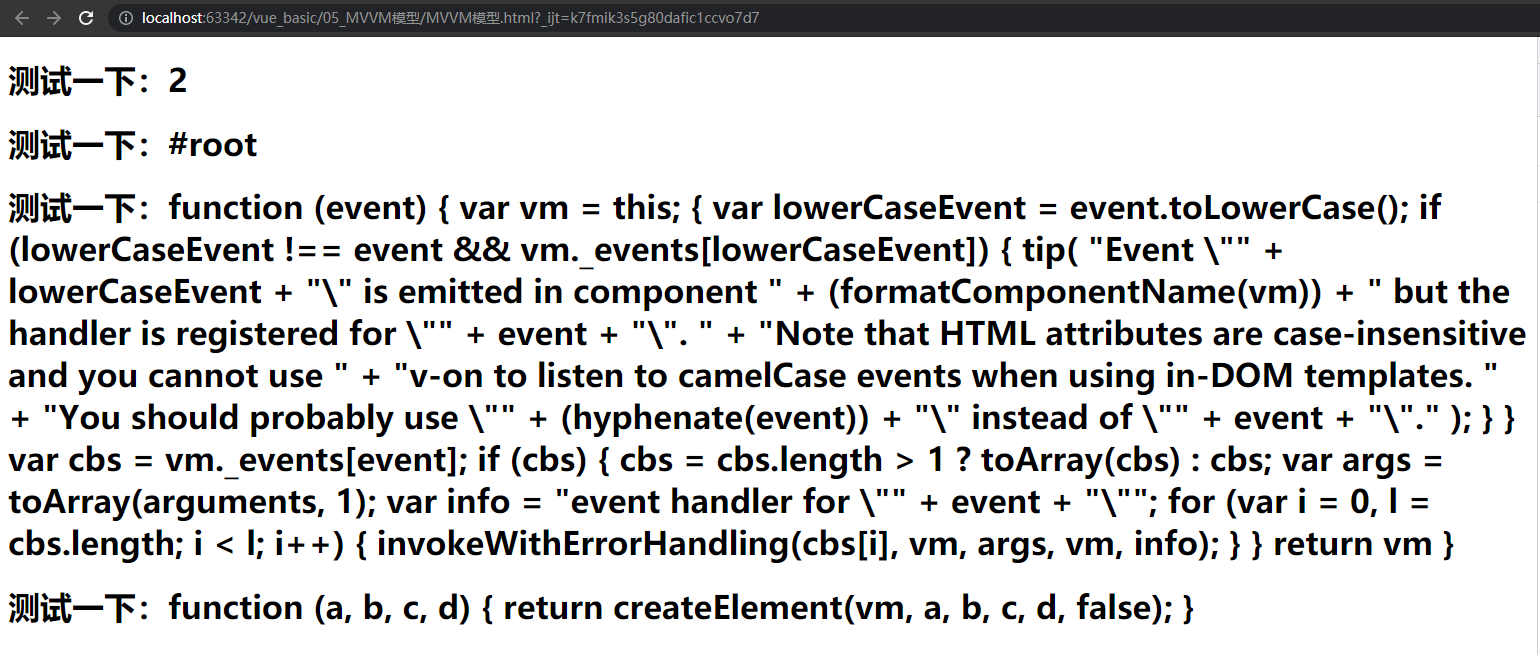 localhost:63342/vue_basic/05_MVVM模型/MVVM模型.html?_ijt=k7fmik3s5g80dafic1ccvo7d7
测试一下：2
测试一下：#root
测试一下：function (event) { var vm = this; { var lowerCaseEvent = event.toLowerCase(); if
(lowerCaseEvent !== event && vm._events[lowerCaseEvent]) { tip( "Event \"" +
lowerCaseEvent + "\" is emitted in component " + (formatComponentName(vm)) + " but the
handler is registered for \"" + event + "\". " + "Note that HTML attributes are case-insensitive
and you cannot use " + "v-on to listen to camelCase events when using in-DOM templates. "
+ "You should probably use \"" + (hyphenate(event)) + "\" instead of \"" + event + "\"." ); } }
var cbs = vm._events[event]; if (cbs) { cbs = cbs.length > 1 ? toArray(cbs) : cbs; var args =
toArray(arguments, 1); var info = "event handler for \"" + event + "\""; for (var i = 0, l =
cbs.length; i < l; i++) { invokeWithErrorHandling(cbs[i], vm, args, vm, info); } } return vm }
测试一下：function (a, b, c, d) { return createElement(vm, a, b, c, d, false); }